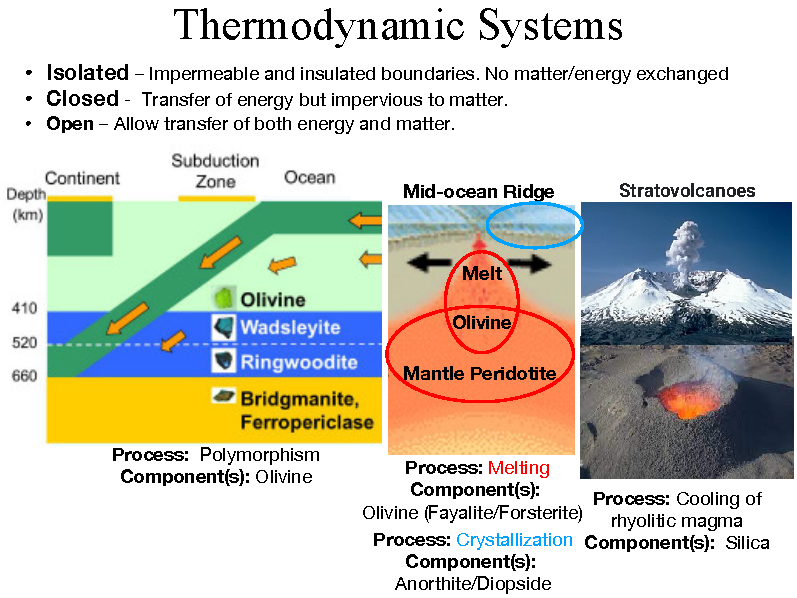 Thermodynamic Systems
• Isolated – Impermeable and insulated boundaries. No matter/energy exchanged
• Closed - Transfer of energy but impervious to matter.
• Open – Allow transfer of both energy and matter.
Continent
Subduction
Zone
Ocean
Depth
(km)
410
520
660
Olivine
Wadsleyite
Ringwoodite
Bridgmanite,
Ferropericlase
Process: Polymorphism
Component(s): Olivine
Mid-ocean Ridge
Melt
Olivine
Mantle Peridotite
Process: Melting
Component(s):
Olivine (Fayalite/Forsterite)
Process: Crystallization
Component(s):
Anorthite/Diopside
Stratovolcanoes
Process: Cooling of
rhyolitic magma
Component(s): Silica